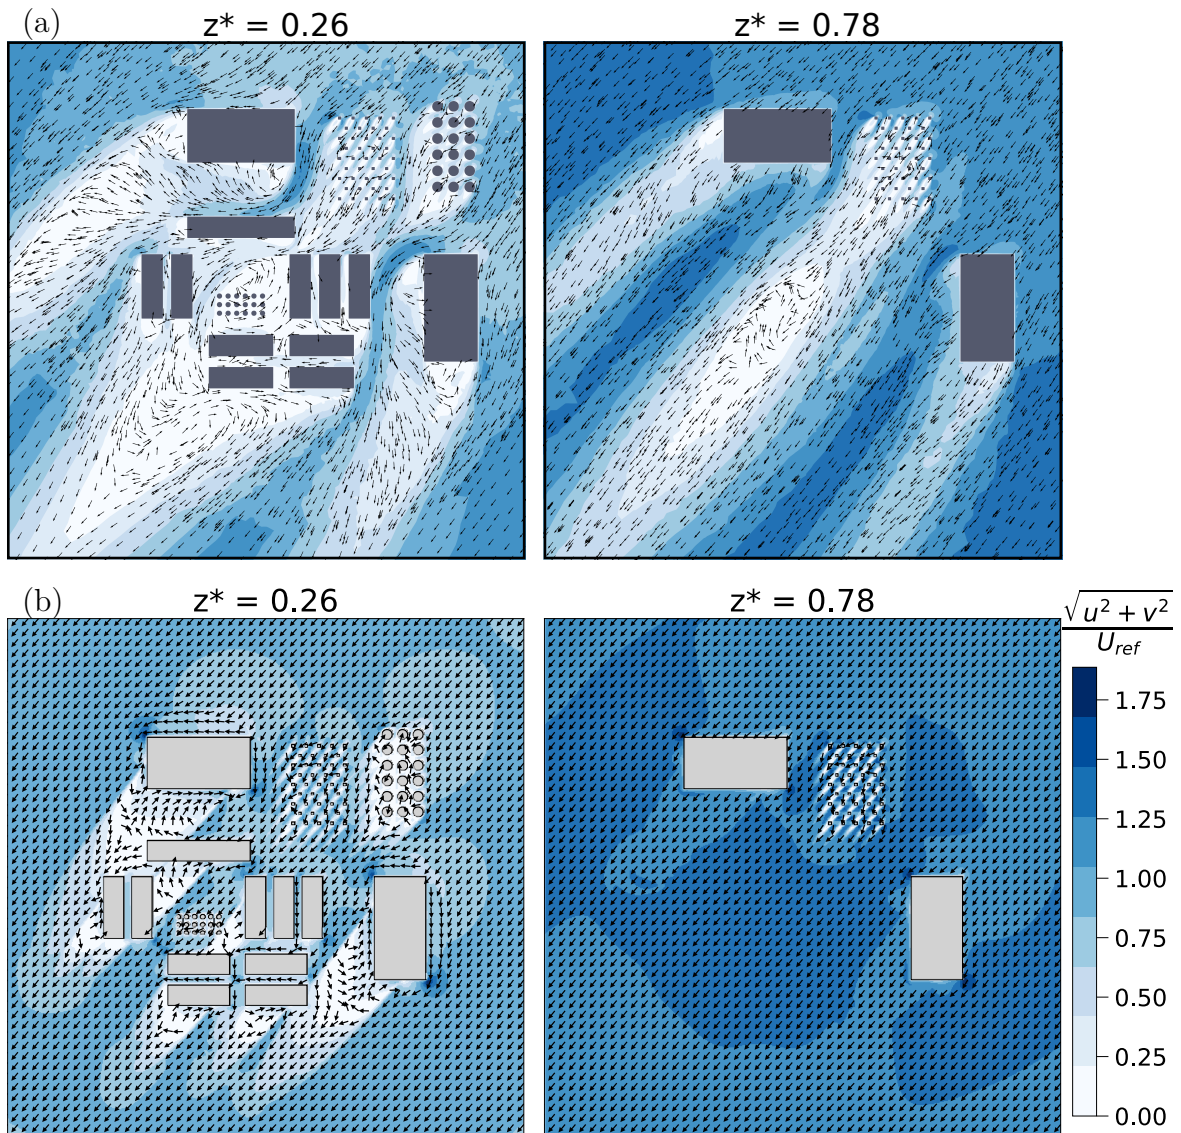 (a)
z* = 0.26
z* = 0.78
(b)
z* = 0.26
z* = 0.78
√u² + v²
U_ref
1.75
1.50
1.25
1.00
0.75
0.50
0.25
0.00